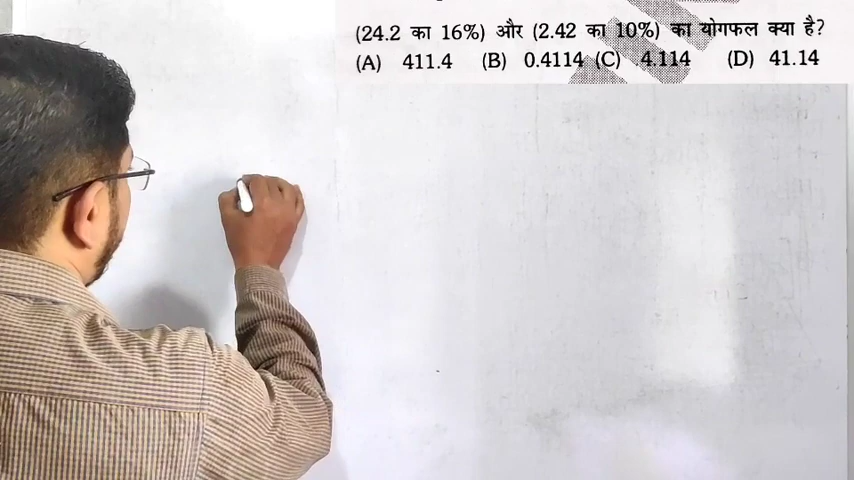 (24.2 का 16%) और (2.42 का 10%) का योगफल क्या है?
(A) 411.4 (B) 0.4114 (C) 4.114 (D) 41.14